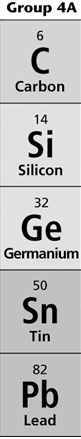 Group 4A
6
C
Carbon
14
Si
Silicon
32
Ge
Germanium
50
Sn
Tin
82
Pb
Lead